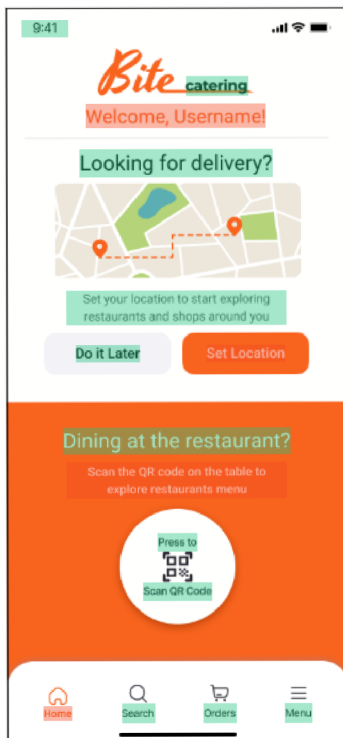 9:41
Bite catering
Welcome, Username!
Looking for delivery?
Set your location to start exploring
restaurants and shops around you
Do it Later
Set Location
Dining at the restaurant?
Scan the QR code on the table to
explore restaurants menu
Press to
Scan QR Code
Home
Search
Orders
Menu